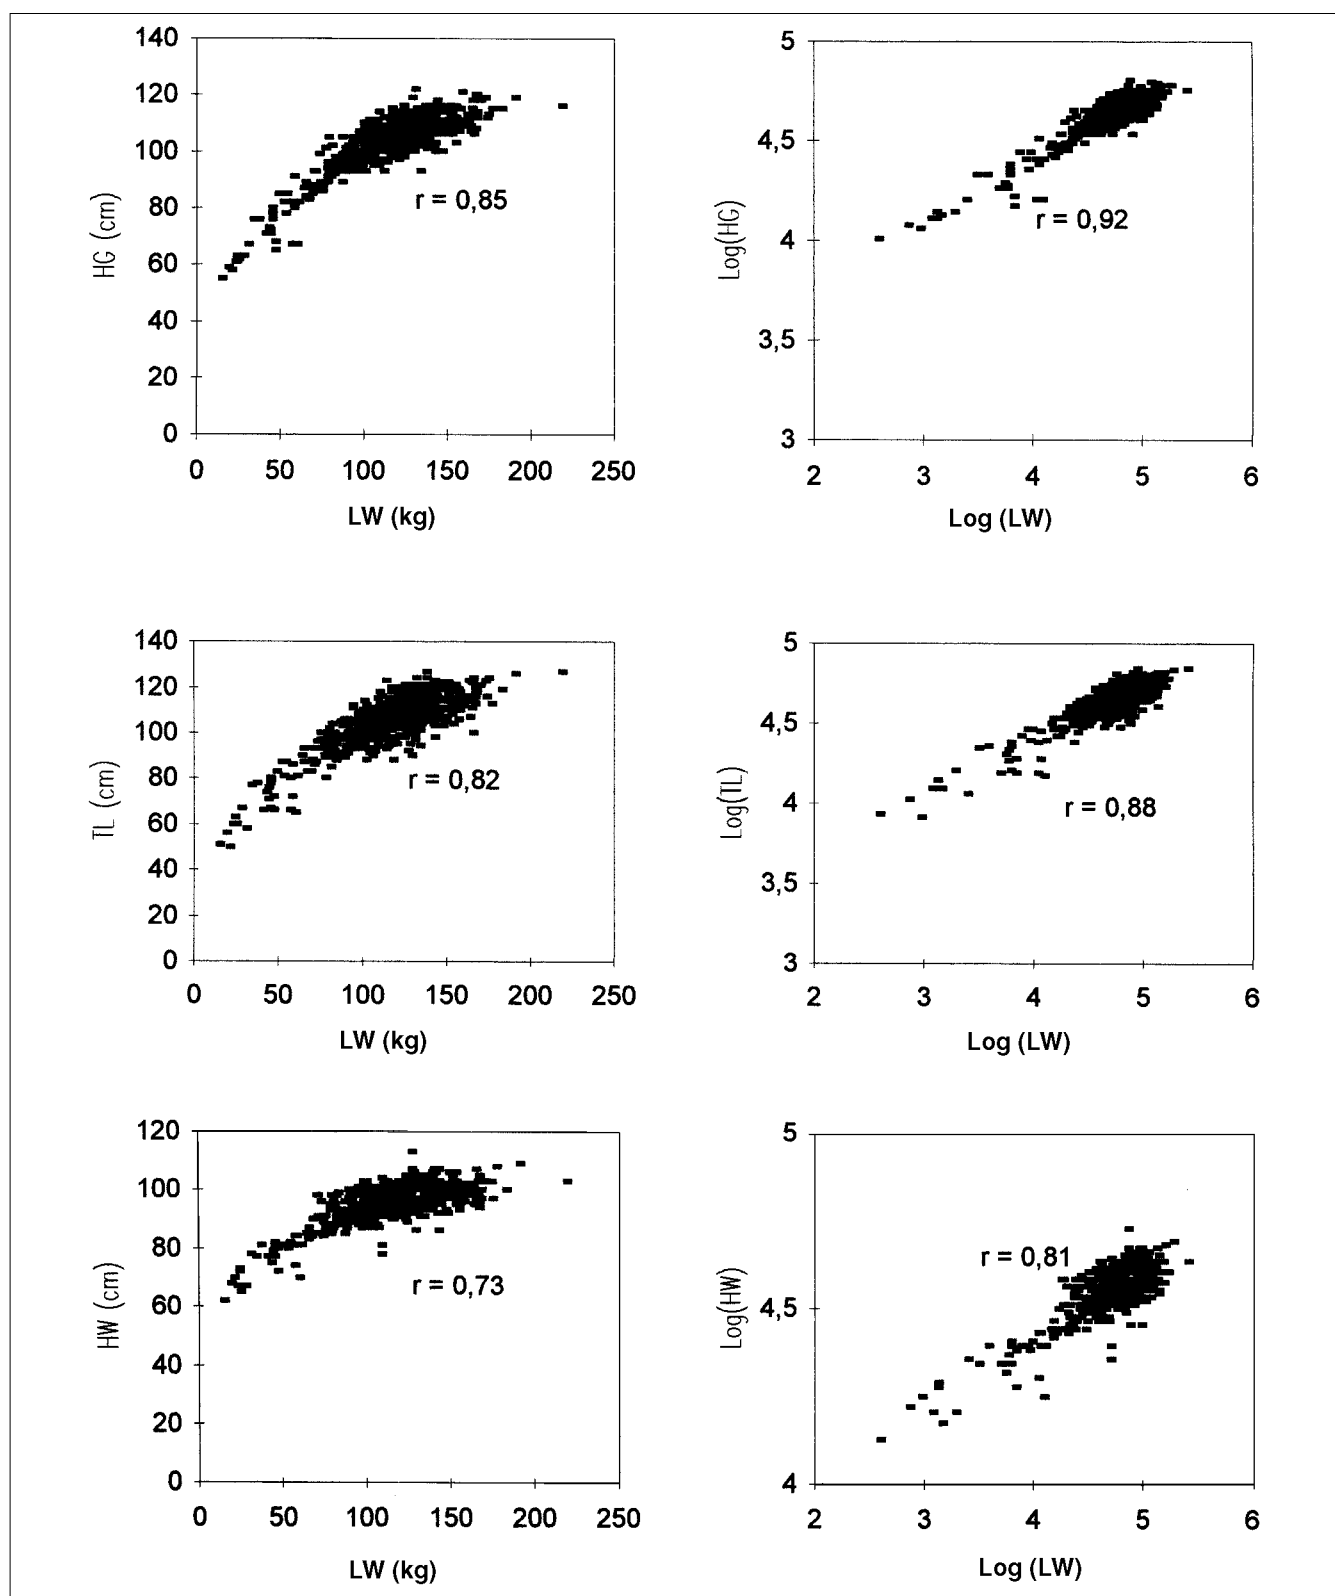 140
120
100
80
60
40
20
0
HG (cm)
r = 0,85
0 50 100 150 200 250
LW (kg)
5
4,5
4
3,5
3
Log(HG)
r = 0,92
2 3 4 5 6
Log (LW)
140
120
100
80
60
40
20
0
TL (cm)
r = 0,82
0 50 100 150 200 250
LW (kg)
5
4,5
4
3,5
3
Log(TL)
r = 0,88
2 3 4 5 6
Log (LW)
120
100
80
60
40
20
0
HW (cm)
r = 0,73
0 50 100 150 200 250
LW (kg)
5
4,5
4
Log(HW)
r = 0,81
2 3 4 5 6
Log (LW)